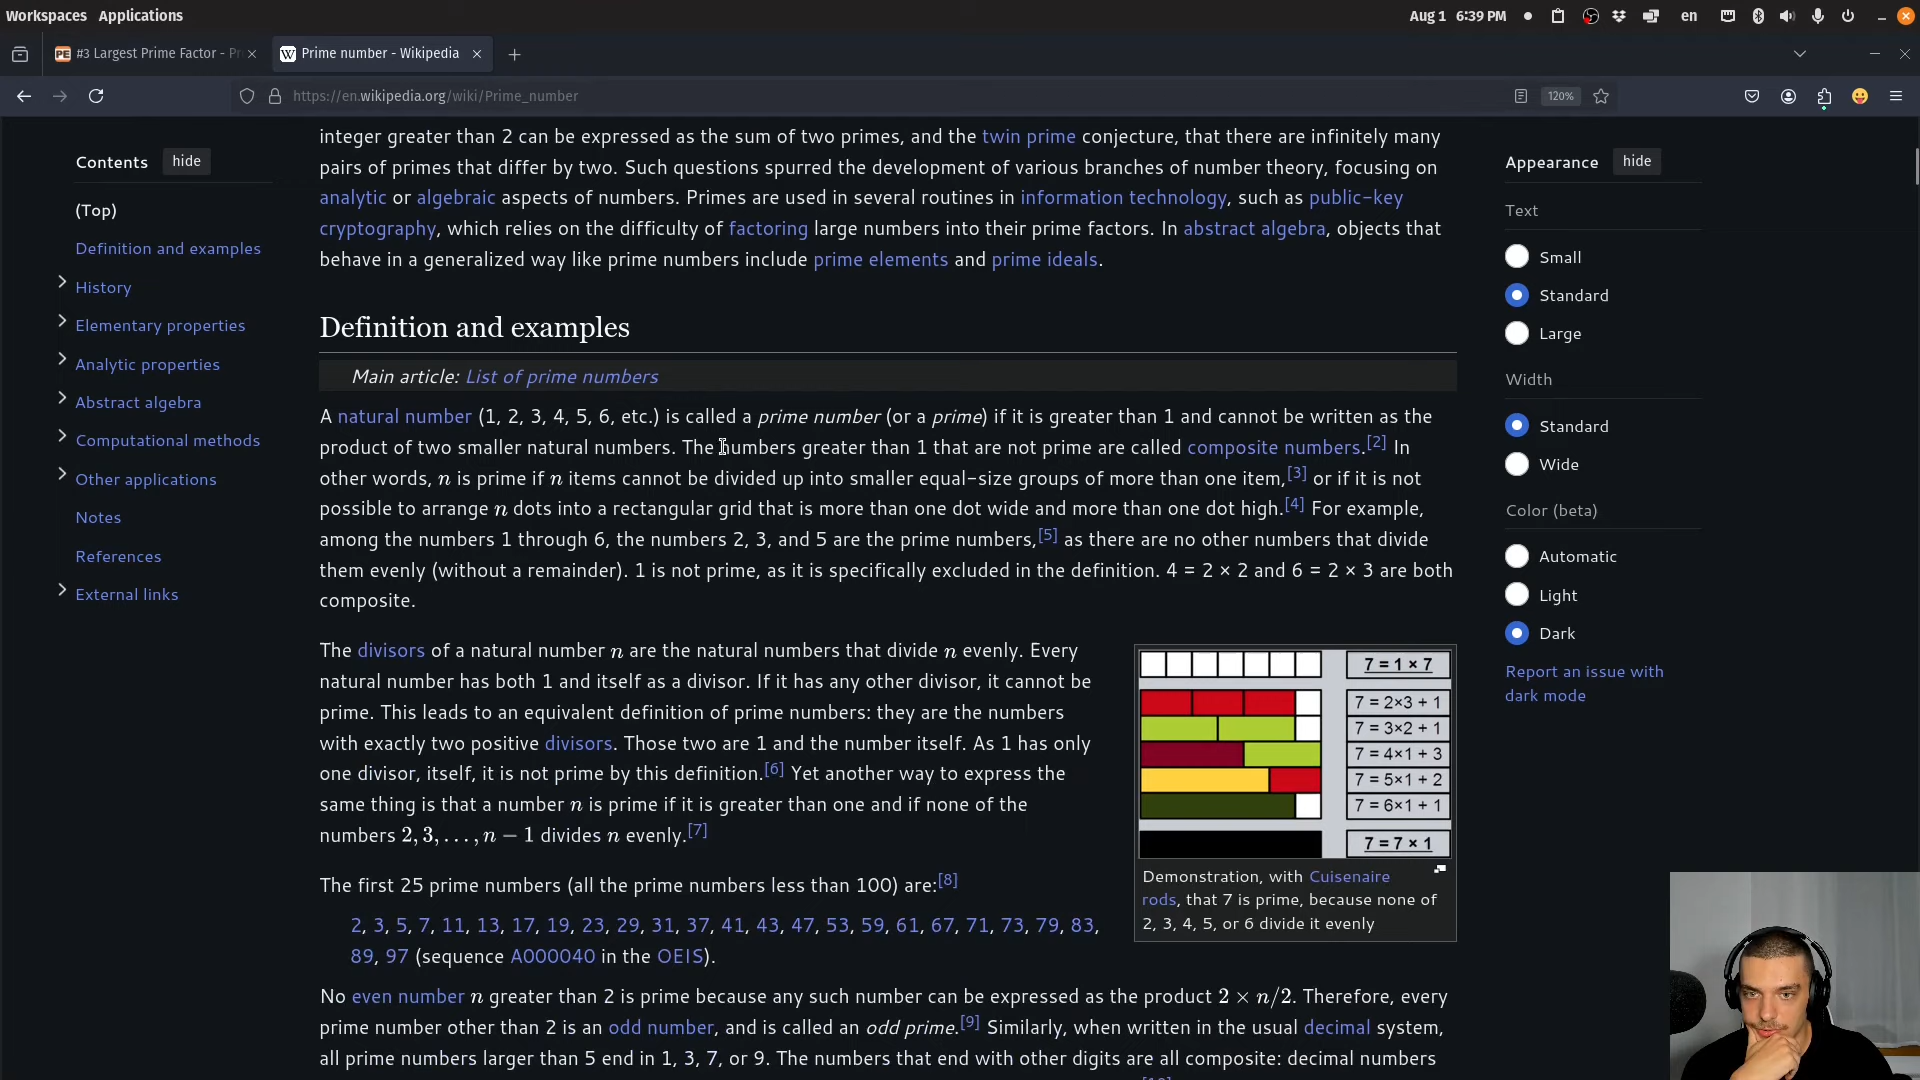 Workspaces Applications
Aug 1 6:39 PM
en
PE #3 Largest Prime Factor - Pr
W Prime number - Wikipedia
https://en.wikipedia.org/wiki/Prime_number
120%
Contents hide
(Top)
Definition and examples
History
Elementary properties
Analytic properties
Abstract algebra
Computational methods
Other applications
Notes
References
External links
integer greater than 2 can be expressed as the sum of two primes, and the twin prime conjecture, that there are infinitely many
pairs of primes that differ by two. Such questions spurred the development of various branches of number theory, focusing on
analytic or algebraic aspects of numbers. Primes are used in several routines in information technology, such as public-key
cryptography, which relies on the difficulty of factoring large numbers into their prime factors. In abstract algebra, objects that
behave in a generalized way like prime numbers include prime elements and prime ideals.
Definition and examples
Main article: List of prime numbers
A natural number (1, 2, 3, 4, 5, 6, etc.) is called a prime number (or a prime) if it is greater than 1 and cannot be written as the
product of two smaller natural numbers. The numbers greater than 1 that are not prime are called composite numbers.[2] In
other words, n is prime if n items cannot be divided up into smaller equal-size groups of more than one item,[3] or if it is not
possible to arrange n dots into a rectangular grid that is more than one dot wide and more than one dot high.[4] For example,
among the numbers 1 through 6, the numbers 2, 3, and 5 are the prime numbers,[5] as there are no other numbers that divide
them evenly (without a remainder). 1 is not prime, as it is specifically excluded in the definition. 4 = 2 × 2 and 6 = 2 × 3 are both
composite.
The divisors of a natural number n are the natural numbers that divide n evenly. Every
natural number has both 1 and itself as a divisor. If it has any other divisor, it cannot be
prime. This leads to an equivalent definition of prime numbers: they are the numbers
with exactly two positive divisors. Those two are 1 and the number itself. As 1 has only
one divisor, itself, it is not prime by this definition.[6] Yet another way to express the
same thing is that a number n is prime if it is greater than one and if none of the
numbers 2, 3, . . . , n − 1 divides n evenly.[7]
The first 25 prime numbers (all the prime numbers less than 100) are:[8]
2, 3, 5, 7, 11, 13, 17, 19, 23, 29, 31, 37, 41, 43, 47, 53, 59, 61, 67, 71, 73, 79, 83,
89, 97 (sequence A000040 in the OEIS).
7 = 1 × 7
7 = 2×3 + 1
7 = 3×2 + 1
7 = 4×1 + 3
7 = 5×1 + 2
7 = 6×1 + 1
7 = 7 × 1
Demonstration, with Cuisenaire
rods, that 7 is prime, because none of
2, 3, 4, 5, or 6 divide it evenly
No even number n greater than 2 is prime because any such number can be expressed as the product 2 × n/2. Therefore, every
prime number other than 2 is an odd number, and is called an odd prime.[9] Similarly, when written in the usual decimal system,
all prime numbers larger than 5 end in 1, 3, 7, or 9. The numbers that end with other digits are all composite: decimal numbers
Appearance hide
Text
Small
Standard
Large
Width
Standard
Wide
Color (beta)
Automatic
Light
Dark
Report an issue with
dark mode